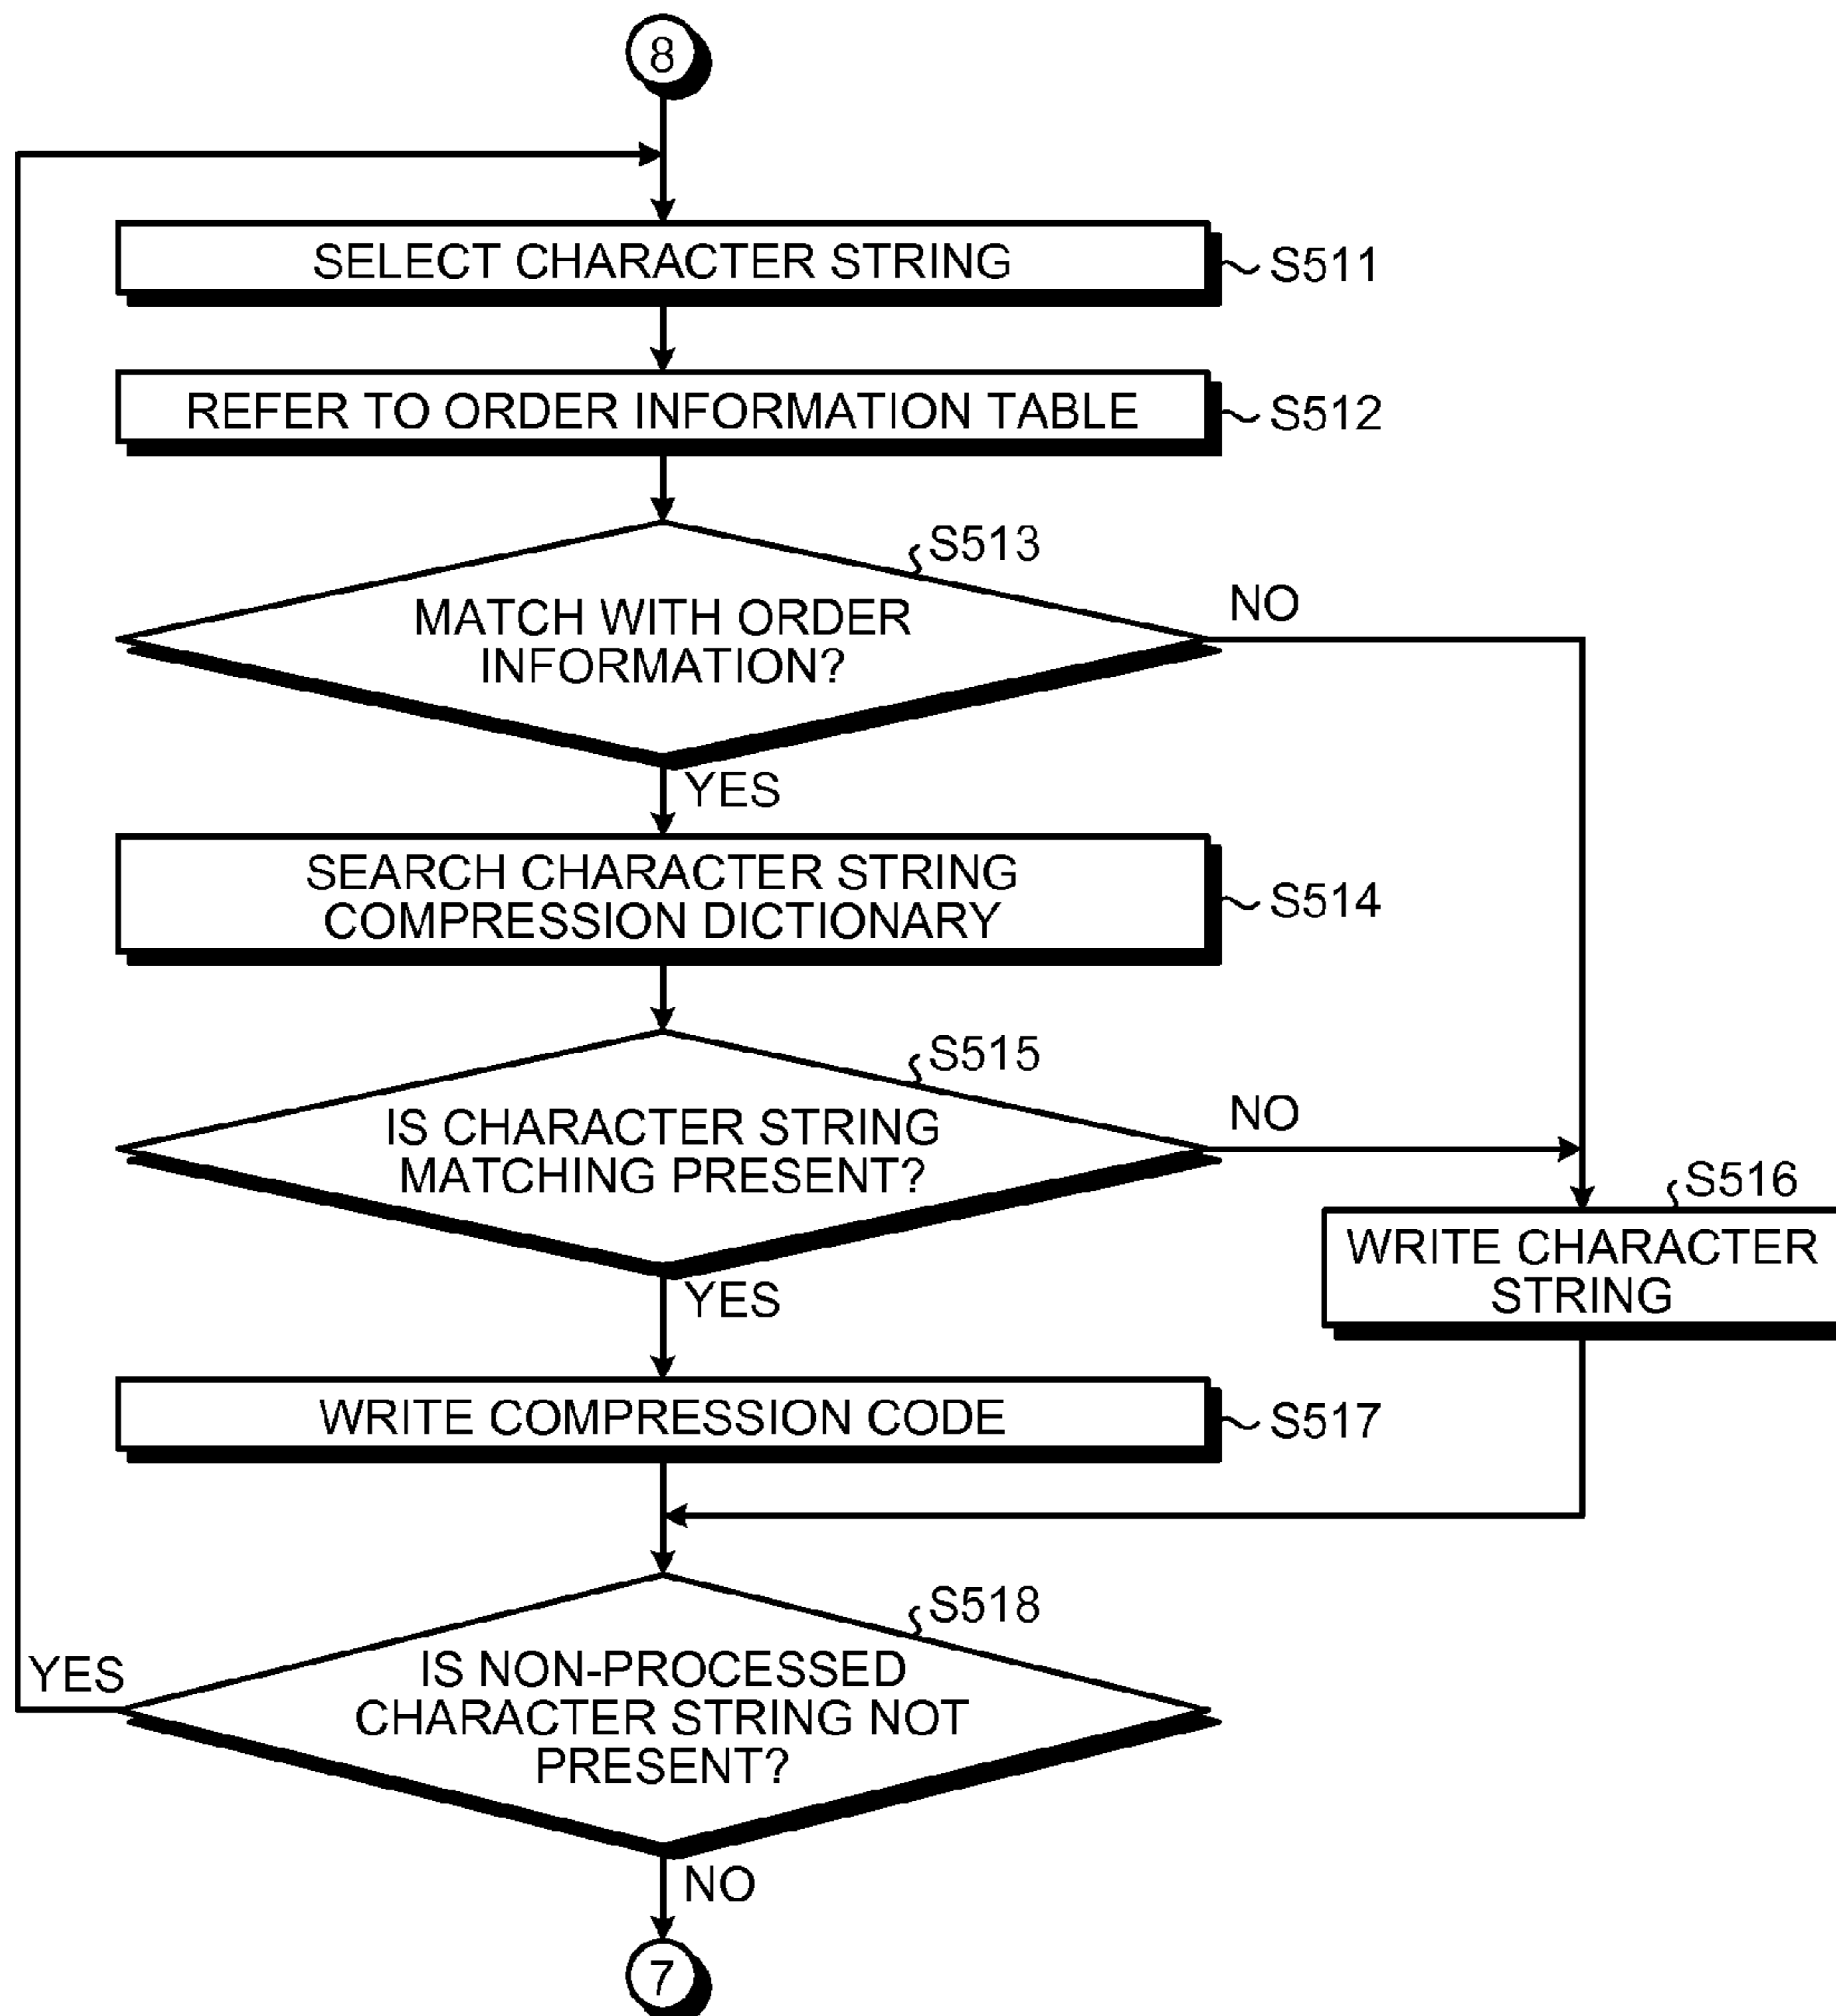 8
SELECT CHARACTER STRING
S511
REFER TO ORDER INFORMATION TABLE
S512
S513
MATCH WITH ORDER
INFORMATION?
NO
YES
SEARCH CHARACTER STRING
COMPRESSION DICTIONARY
S514
S515
IS CHARACTER STRING
MATCHING PRESENT?
NO
S516
WRITE CHARACTER
STRING
YES
WRITE COMPRESSION CODE
S517
S518
IS NON-PROCESSED
CHARACTER STRING NOT
PRESENT?
YES
NO
7